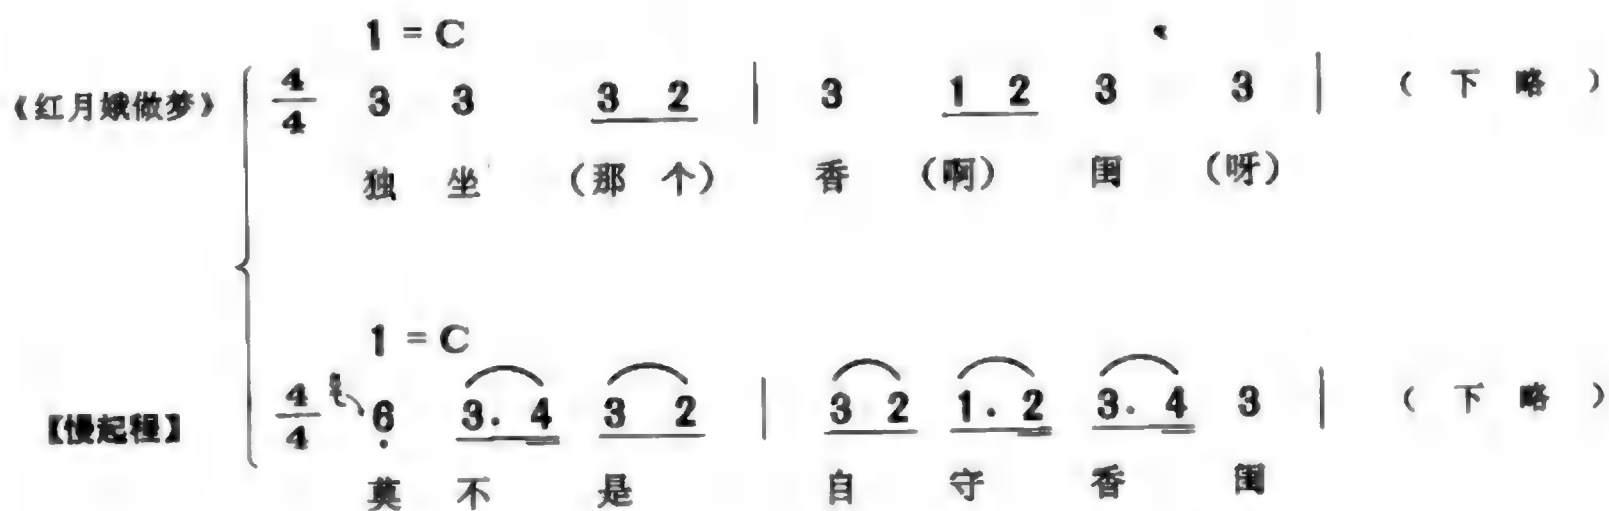 1 = C
《红月娥做梦》 4/4 3 3 3 2 | 3 1 2 3 3 | ( 下 略 )
独 坐 (那 个) 香 (啊) 闺 (呀)
1 = C
【慢起程】 4/4 6 3. 4 3 2 | 3 2 1. 2 3. 4 3 | ( 下 略 )
莫 不 是 自 守 香 闺